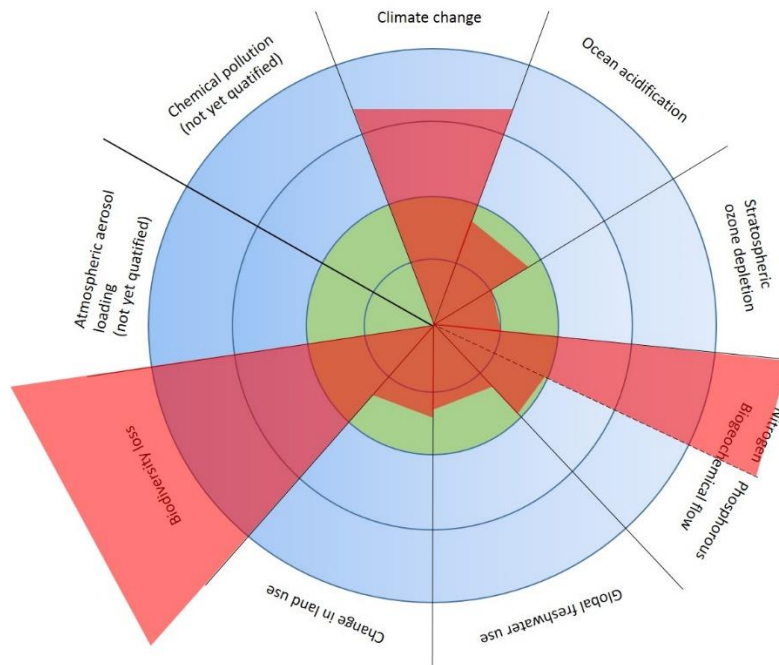 Climate change
Ocean acidification
Stratospheric
ozone depletion
Nitrogen
Biogeochemical flow
Phosphorous
Global freshwater use
Change in land use
Biodiversity loss
Atmospheric aerosol
loading
(not yet quatified)
Chemical pollution
(not yet quatified)